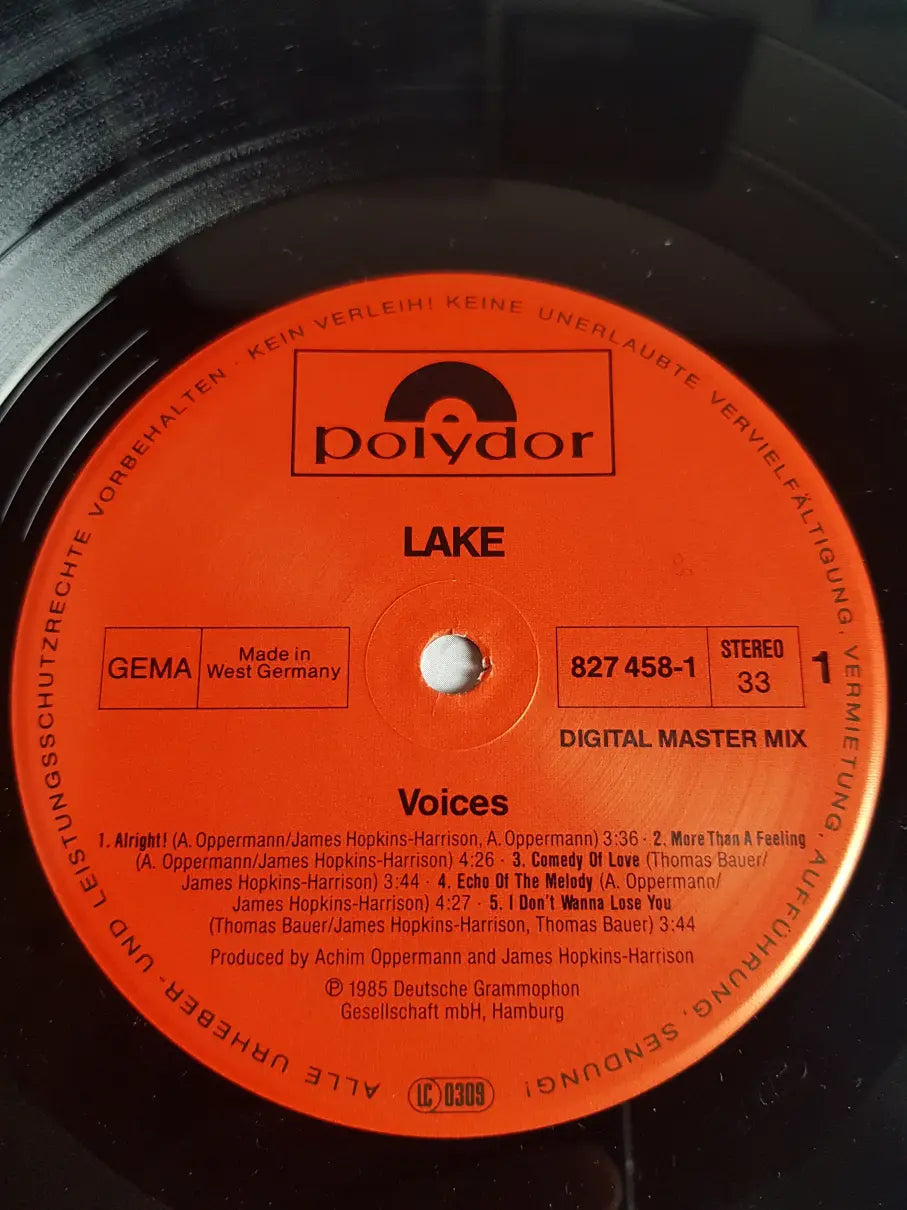 ALLE URHEBER- UND LEISTUNGSSCHUTZRECHTE VORBEHALTEN · KEIN VERLEIH! KEINE UNERLAUBTE VERVIELFÄLTIGUNG, VERMIETUNG, AUFFÜHRUNG, SENDUNG!
polydor
LAKE
GEMA
Made in
West Germany
827 458-1
STEREO
33
1
DIGITAL MASTER MIX
Voices
1. Alright! (A. Oppermann/James Hopkins-Harrison, A. Oppermann) 3:36 · 2. More Than A Feeling
(A. Oppermann/James Hopkins-Harrison) 4:26 · 3. Comedy Of Love (Thomas Bauer/
James Hopkins-Harrison) 3:44 · 4. Echo Of The Melody (A. Oppermann/
James Hopkins-Harrison) 4:27 · 5. I Don't Wanna Lose You
(Thomas Bauer/James Hopkins-Harrison, Thomas Bauer) 3:44
Produced by Achim Oppermann and James Hopkins-Harrison
℗ 1985 Deutsche Grammophon
Gesellschaft mbH, Hamburg
LC 0309